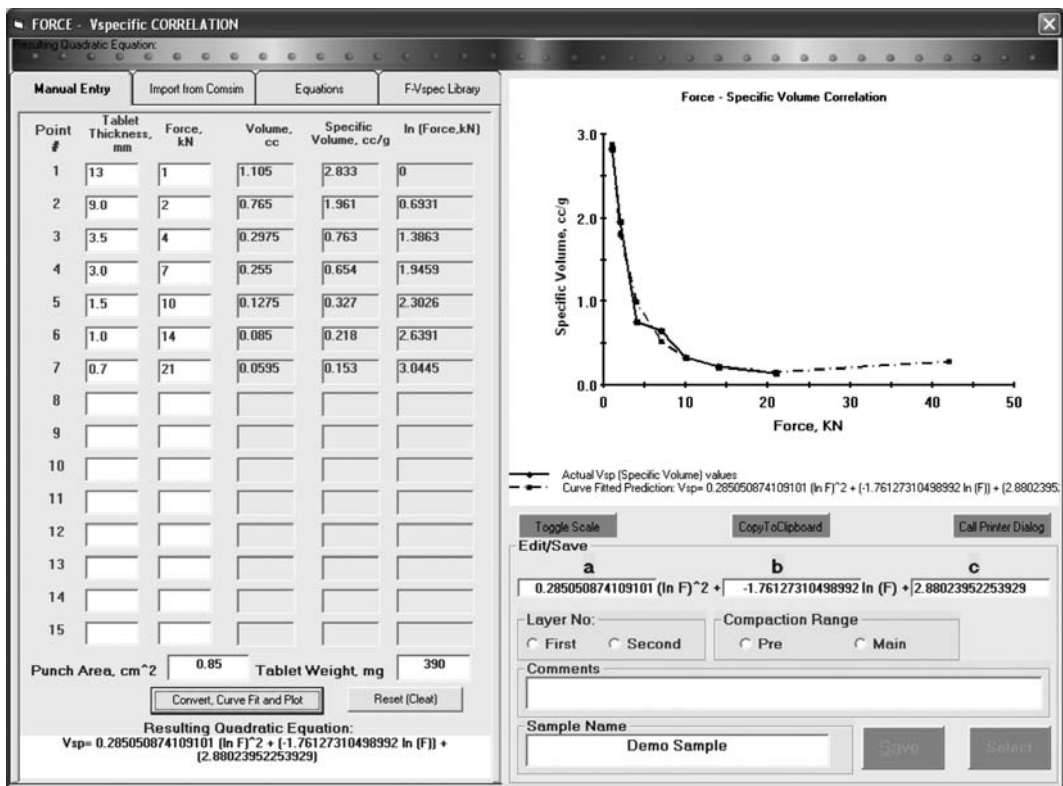 FORCE - Vspecific CORRELATION
Resulting Quadratic Equation:
Manual Entry Import from Comsim Equations F-Vspec Library
Point # Tablet Thickness, mm Force, kN Volume, cc Specific Volume, cc/g ln (Force,kN)
1 13 1 1.105 2.833 0
2 9.0 2 0.765 1.961 0.6931
3 3.5 4 0.2975 0.763 1.3863
4 3.0 7 0.255 0.654 1.9459
5 1.5 10 0.1275 0.327 2.3026
6 1.0 14 0.085 0.218 2.6391
7 0.7 21 0.0595 0.153 3.0445
8
9
10
11
12
13
14
15
Punch Area, cm^2 0.85 Tablet Weight, mg 390
Convert, Curve Fit and Plot Reset (Cleat)
Resulting Quadratic Equation:
Vsp= 0.285050874109101 (ln F)^2 + (-1.76127310498992 ln (F)) +
(2.88023952253929)
Force - Specific Volume Correlation
Specific Volume, cc/g
3.0
2.0
1.0
0.0
0 10 20 30 40 50
Force, KN
Actual Vsp (Specific Volume) values
Curve Fitted Prediction: Vsp= 0.285050874109101 (ln F)^2 + (-1.76127310498992 ln (F)) + (2.8802395
Toggle Scale CopyToClipboard Call Printer Dialog
Edit/Save
a b c
0.285050874109101 (ln F)^2 + -1.76127310498992 ln (F) + 2.88023952253929
Layer No: Compaction Range
First Second Pre Main
Comments
Sample Name
Demo Sample
Save Select